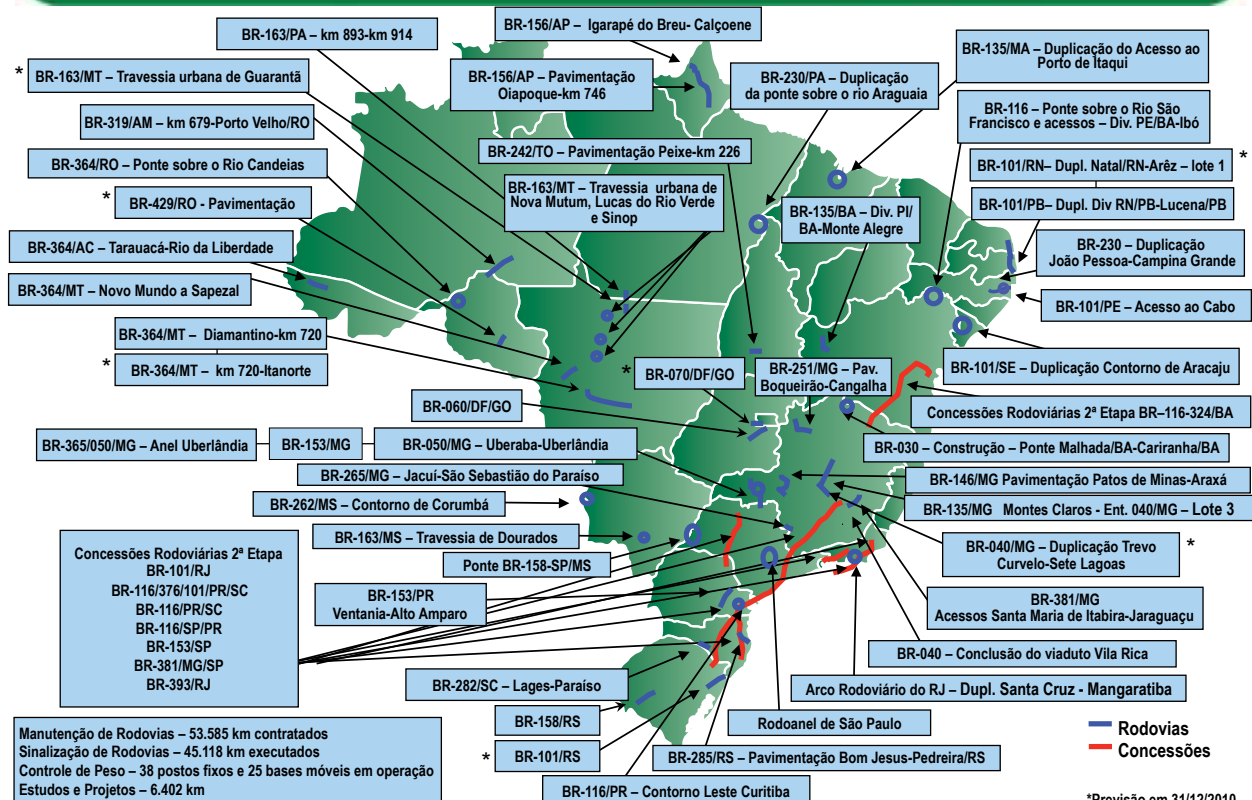 BR-163/PA – km 893-km 914
BR-156/AP – Igarapé do Breu- Calçoene
* BR-163/MT – Travessia urbana de Guarantã
BR-156/AP – Pavimentação
Oiapoque-km 746
BR-230/PA – Duplicação
da ponte sobre o rio Araguaia
BR-135/MA – Duplicação do Acesso ao
Porto de Itaqui
BR-319/AM – km 679-Porto Velho/RO
BR-116 – Ponte sobre o Rio São
Francisco e acessos – Div. PE/BA-Ibó
BR-364/RO – Ponte sobre o Rio Candeias
BR-242/TO – Pavimentação Peixe-km 226
BR-101/RN– Dupl. Natal/RN-Arêz – lote 1 *
* BR-429/RO - Pavimentação
BR-163/MT – Travessia urbana de
Nova Mutum, Lucas do Rio Verde
e Sinop
BR-135/BA – Div. PI/
BA-Monte Alegre
BR-101/PB– Dupl. Div RN/PB-Lucena/PB
BR-364/AC – Tarauacá-Rio da Liberdade
BR-230 – Duplicação
João Pessoa-Campina Grande
BR-364/MT – Novo Mundo a Sapezal
BR-101/PE – Acesso ao Cabo
BR-364/MT – Diamantino-km 720
* BR-364/MT – km 720-Itanorte
* BR-070/DF/GO
BR-251/MG – Pav.
Boqueirão-Cangalha
BR-101/SE – Duplicação Contorno de Aracaju
BR-060/DF/GO
Concessões Rodoviárias 2ª Etapa BR–116-324/BA
BR-365/050/MG – Anel Uberlândia
BR-153/MG
BR-050/MG – Uberaba-Uberlândia
BR-030 – Construção – Ponte Malhada/BA-Cariranha/BA
BR-265/MG – Jacuí-São Sebastião do Paraíso
BR-146/MG Pavimentação Patos de Minas-Araxá
BR-262/MS – Contorno de Corumbá
BR-135/MG Montes Claros - Ent. 040/MG – Lote 3
BR-163/MS – Travessia de Dourados
BR-040/MG – Duplicação Trevo
Curvelo-Sete Lagoas
*
Ponte BR-158-SP/MS
Concessões Rodoviárias 2ª Etapa
BR-101/RJ
BR-116/376/101/PR/SC
BR-116/PR/SC
BR-116/SP/PR
BR-153/SP
BR-381/MG/SP
BR-393/RJ
BR-153/PR
Ventania-Alto Amparo
BR-381/MG
Acessos Santa Maria de Itabira-Jaraguaçu
BR-040 – Conclusão do viaduto Vila Rica
BR-282/SC – Lages-Paraíso
Arco Rodoviário do RJ – Dupl. Santa Cruz - Mangaratiba
BR-158/RS
Rodoanel de São Paulo
* BR-101/RS
BR-285/RS – Pavimentação Bom Jesus-Pedreira/RS
BR-116/PR – Contorno Leste Curitiba
Manutenção de Rodovias – 53.585 km contratados
Sinalização de Rodovias – 45.118 km executados
Controle de Peso – 38 postos fixos e 25 bases móveis em operação
Estudos e Projetos – 6.402 km
Rodovias
Concessões
*Previsão em 31/12/2010